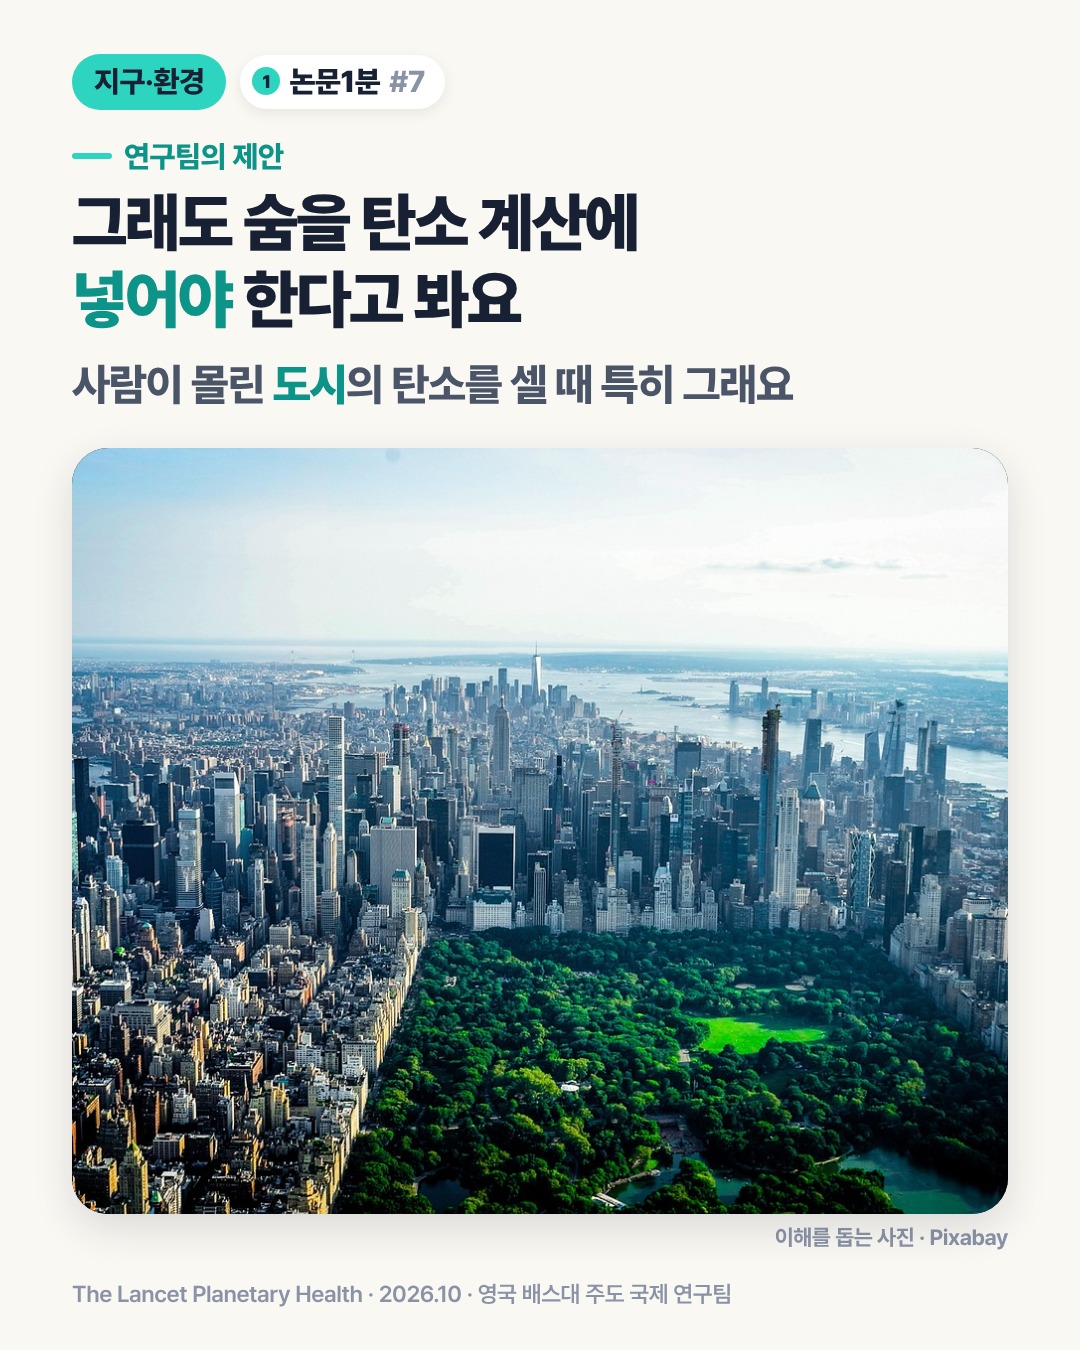 지구·환경
1 논문1분 #7
연구팀의 제안
그래도 숨을 탄소 계산에
넣어야 한다고 봐요
사람이 몰린 도시의 탄소를 셀 때 특히 그래요
이해를 돕는 사진 · Pixabay
The Lancet Planetary Health · 2026.10 · 영국 배스대 주도 국제 연구팀